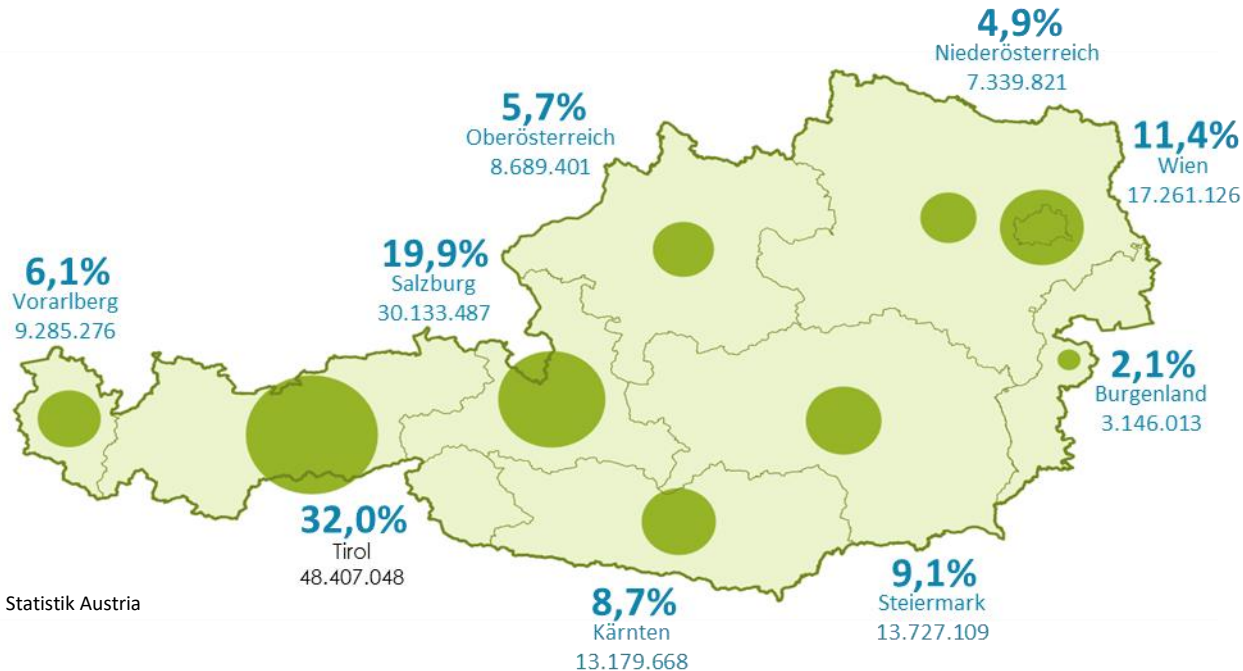 4,9%
Niederösterreich
7.339.821
5,7%
Oberösterreich
8.689.401
11,4%
Wien
17.261.126
19,9%
Salzburg
30.133.487
6,1%
Vorarlberg
9.285.276
2,1%
Burgenland
3.146.013
32,0%
Tirol
48.407.048
9,1%
Steiermark
13.727.109
8,7%
Kärnten
13.179.668
Statistik Austria